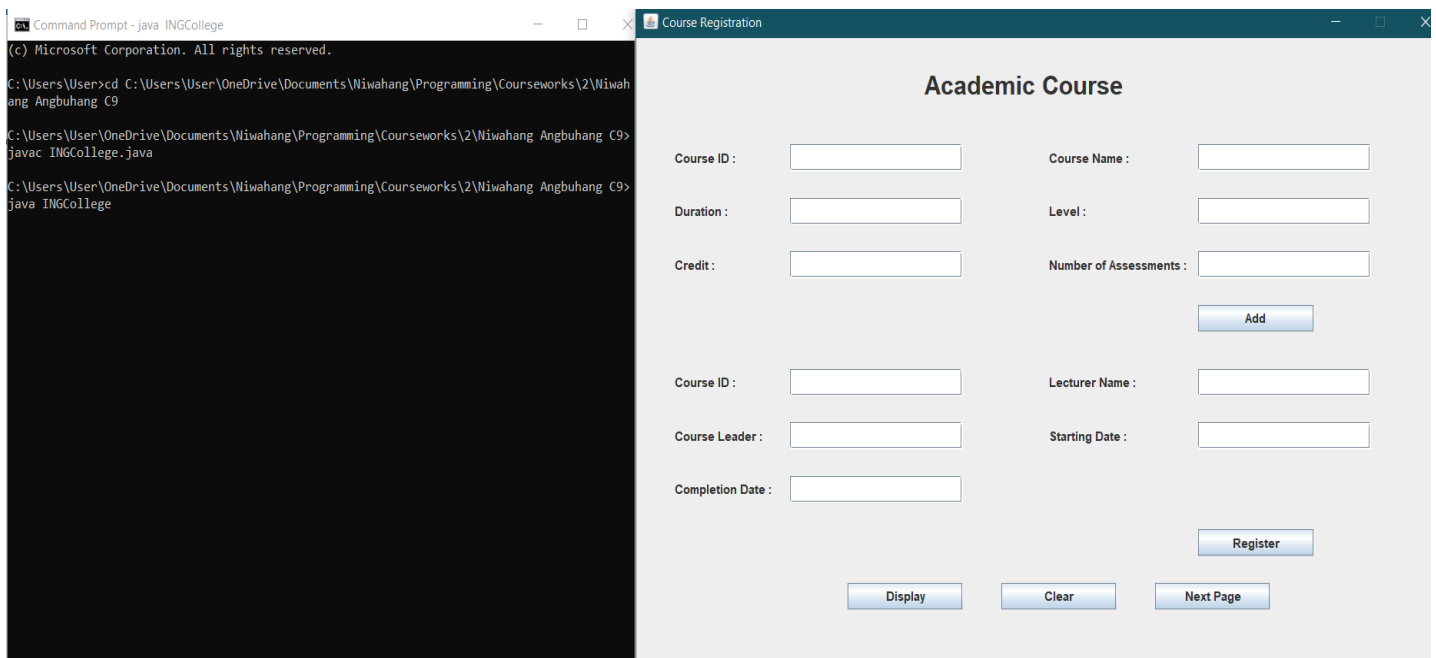 Command Prompt - java  INGCollege
(c) Microsoft Corporation. All rights reserved.
C:\Users\User>cd C:\Users\User\OneDrive\Documents\Niwahang\Programming\Courseworks\2\Niwah
ang Angbuhang C9
C:\Users\User\OneDrive\Documents\Niwahang\Programming\Courseworks\2\Niwahang Angbuhang C9>
javac INGCollege.java
C:\Users\User\OneDrive\Documents\Niwahang\Programming\Courseworks\2\Niwahang Angbuhang C9>
java INGCollege
Course Registration
Academic Course
Course ID :
Course Name :
Duration :
Level :
Credit :
Number of Assessments :
Add
Course ID :
Lecturer Name :
Course Leader :
Starting Date :
Completion Date :
Register
Display
Clear
Next Page